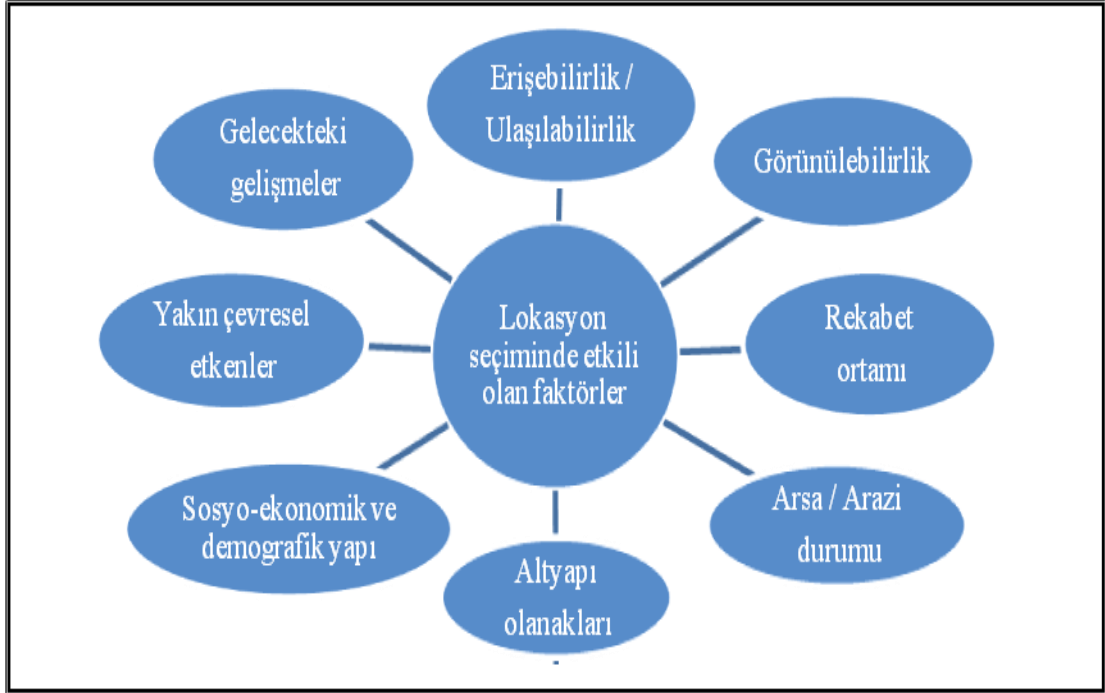 Erişebilirlik /
Ulaşılabilirlik
Görünülebilirlik
Rekabet
ortamı
Arsa / Arazi
durumu
Altyapı
olanakları
Sosyo-ekonomik ve
demografik yapı
Yakın çevresel
etkenler
Gelecekteki
gelişmeler
Lokasyon
seçiminde etkili
olan faktörler